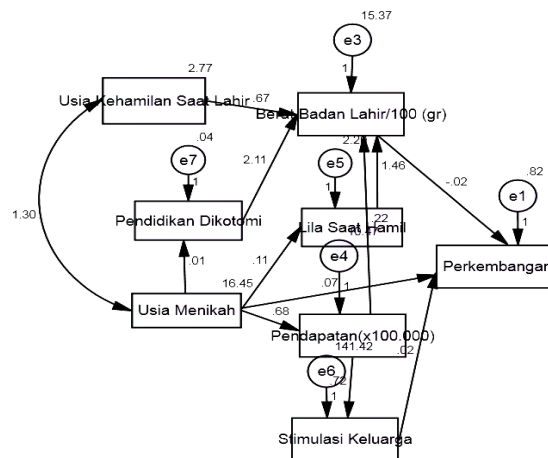 15.37
e3
2.77
1
Usia Kehamilan Saat Lahir
.67
Berat Badan Lahir/100 (gr)
.04
e7
1
2.11
e5
1.46
-.02
.82
e1
1
1.30
1
Pendidikan Dikotomi
Lila Saat Hamil
.22
e4
Perkembangan
.01
.11
16.45
.07
1
Usia Menikah
.68
Pendapatan(x100.000)
141.42
.02
e6
.72
1
Stimulasi Keluarga